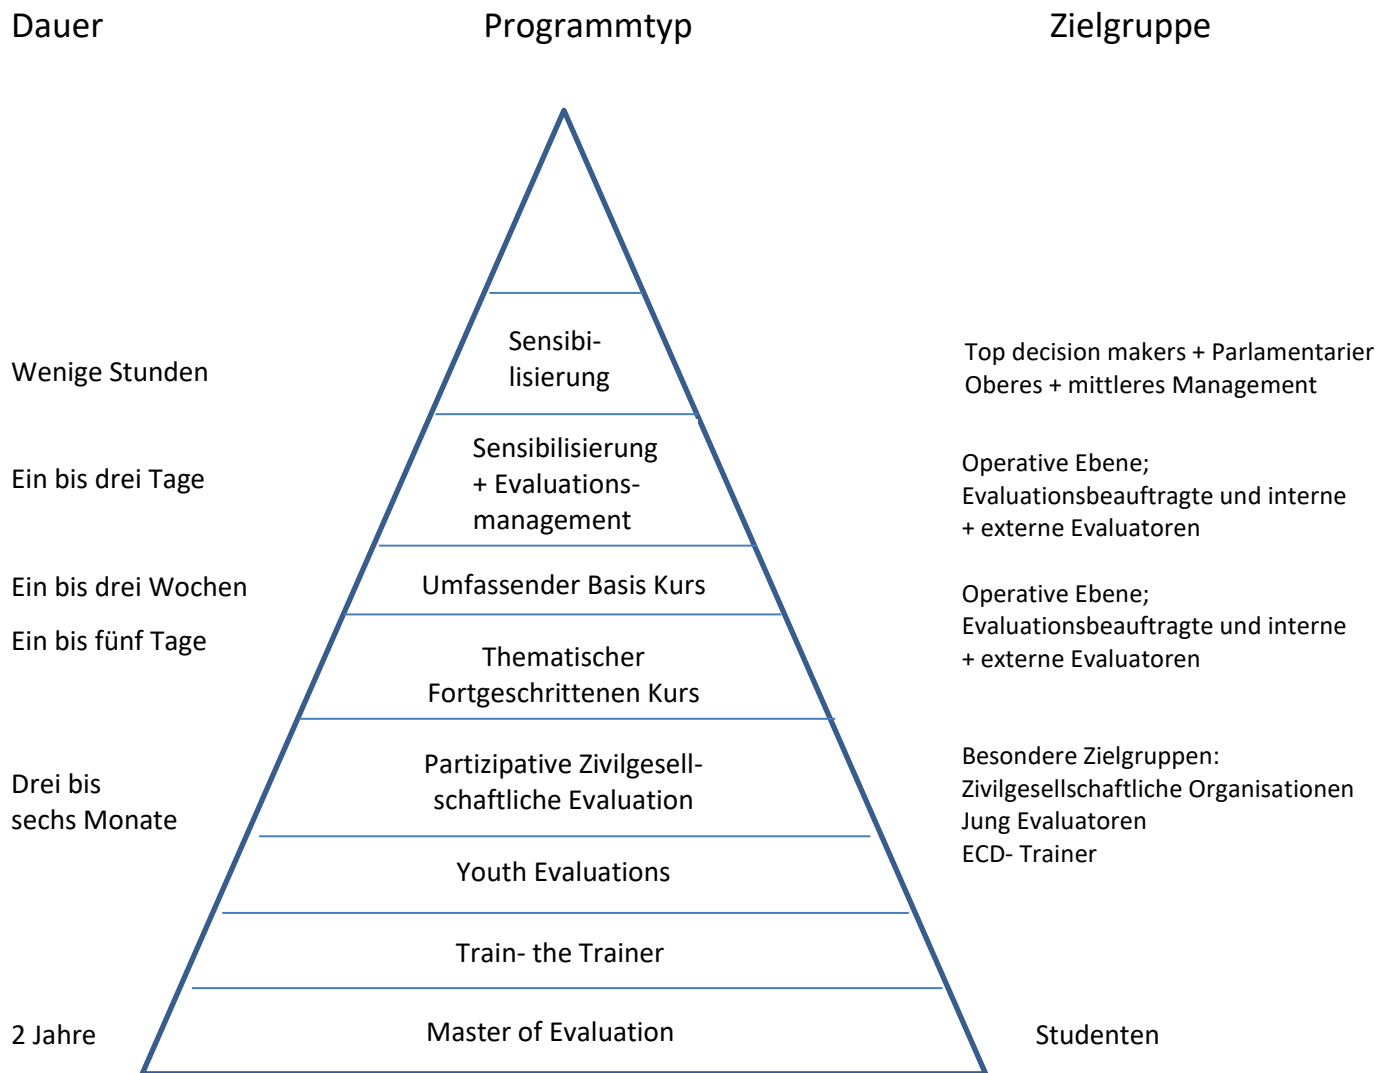 Dauer
Programmtyp
Zielgruppe
Wenige Stunden
Sensibi-
lisierung
Top decision makers + Parlamentarier
Oberes + mittleres Management
Ein bis drei Tage
Sensibilisierung
+ Evaluations-
management
Operative Ebene;
Evaluationsbeauftragte und interne
+ externe Evaluatoren
Ein bis drei Wochen
Umfassender Basis Kurs
Operative Ebene;
Evaluationsbeauftragte und interne
+ externe Evaluatoren
Ein bis fünf Tage
Thematischer
Fortgeschrittenen Kurs
Drei bis
sechs Monate
Partizipative Zivilgesell-
schaftliche Evaluation
Youth Evaluations
Train- the Trainer
Besondere Zielgruppen:
Zivilgesellschaftliche Organisationen
Jung Evaluatoren
ECD- Trainer
2 Jahre
Master of Evaluation
Studenten